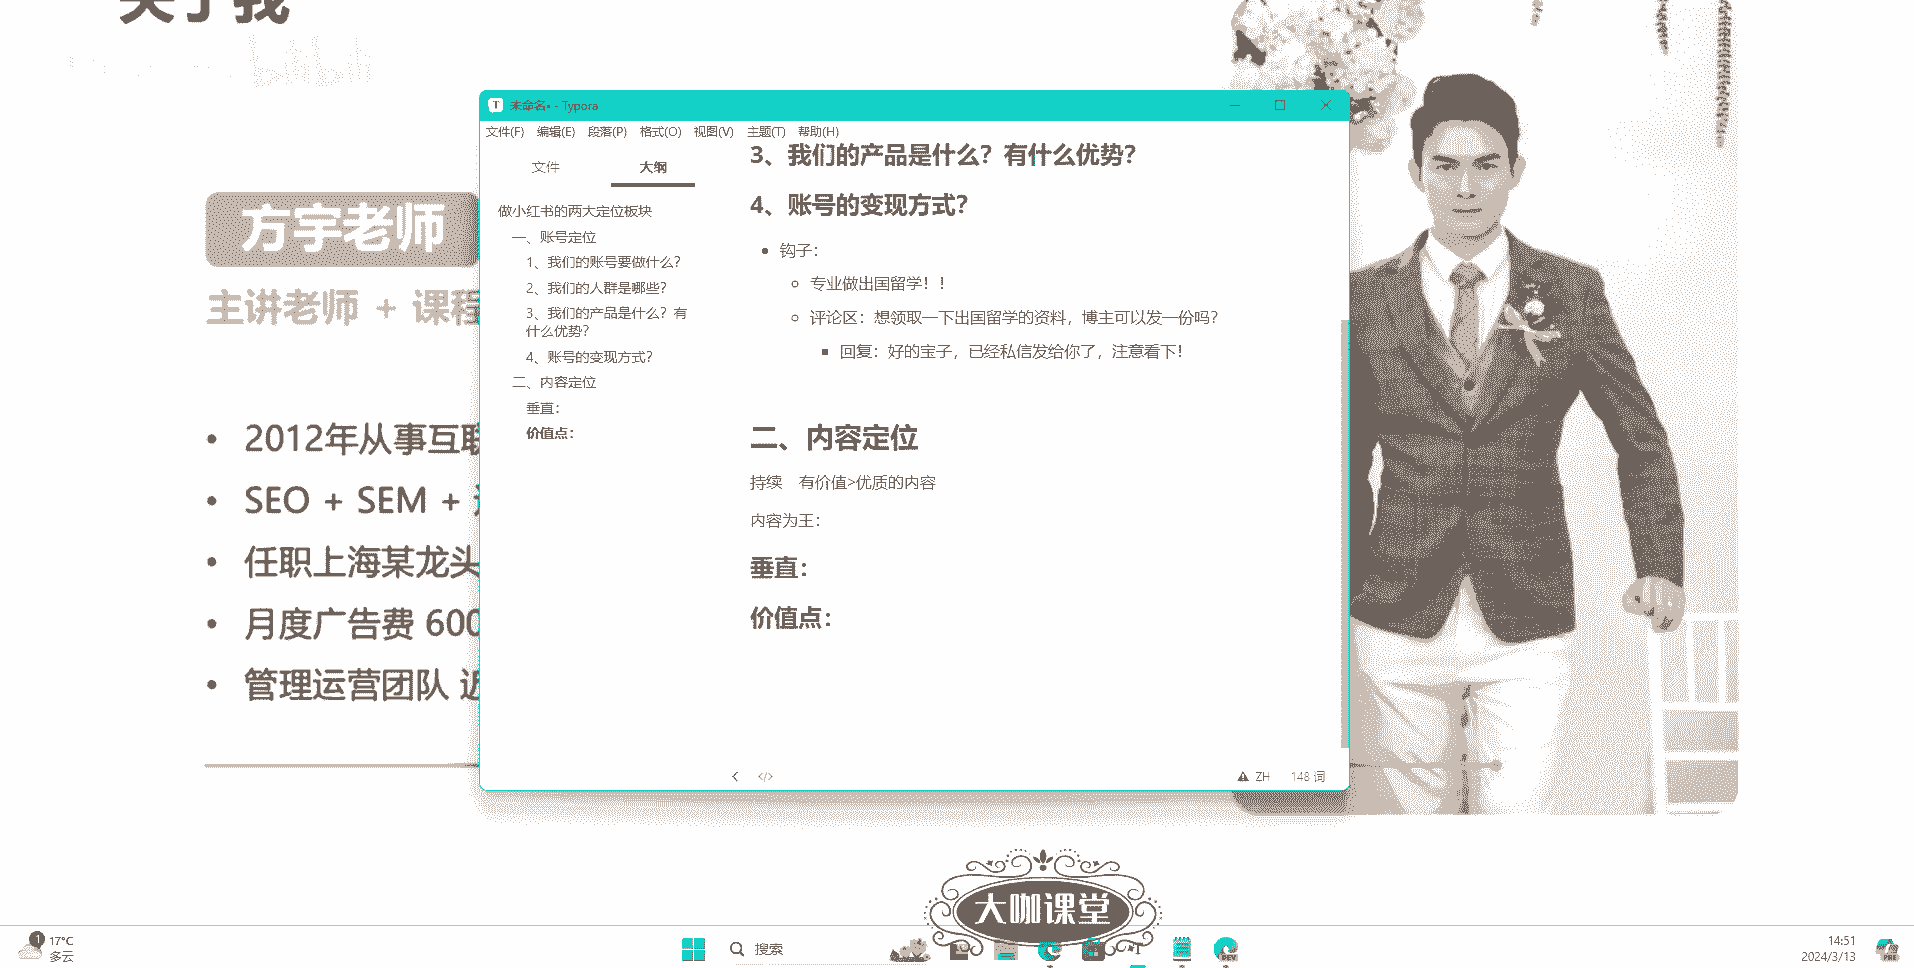 关于我
bilibili
方宇老师
主讲老师 + 课程
• 2012年从事互联
• SEO + SEM +
• 任职上海某龙头
• 月度广告费 600
• 管理运营团队 近
未命名• - Typora
文件(F) 编辑(E) 段落(P) 格式(O) 视图(V) 主题(T) 帮助(H)
文件 大纲
做小红书的两大定位板块
一、账号定位
1、我们的账号要做什么？
2、我们的人群是哪些？
3、我们的产品是什么？有
什么优势？
4、账号的变现方式？
二、内容定位
垂直：
价值点：
3、我们的产品是什么？有什么优势？
4、账号的变现方式？
钩子：
专业做出国留学！！
评论区：想领取一下出国留学的资料，博主可以发一份吗？
回复：好的宝子，已经私信发给你了，注意看下！
二、内容定位
持续 有价值>优质的内容
内容为王：
垂直：
价值点：
</> ZH 148 词
大咖课堂
1
17°C
多云
搜索
DEV
14:51
2024/3/13
PRE